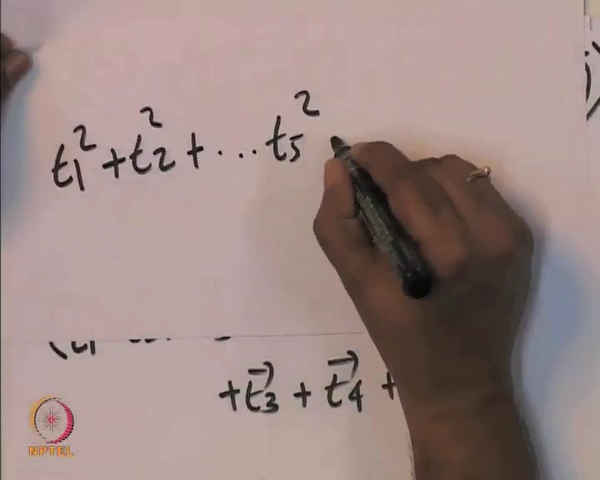 t₁² + t₂² + ... t₅²
+ t⃗₃ + t⃗₄ +
NPTEL